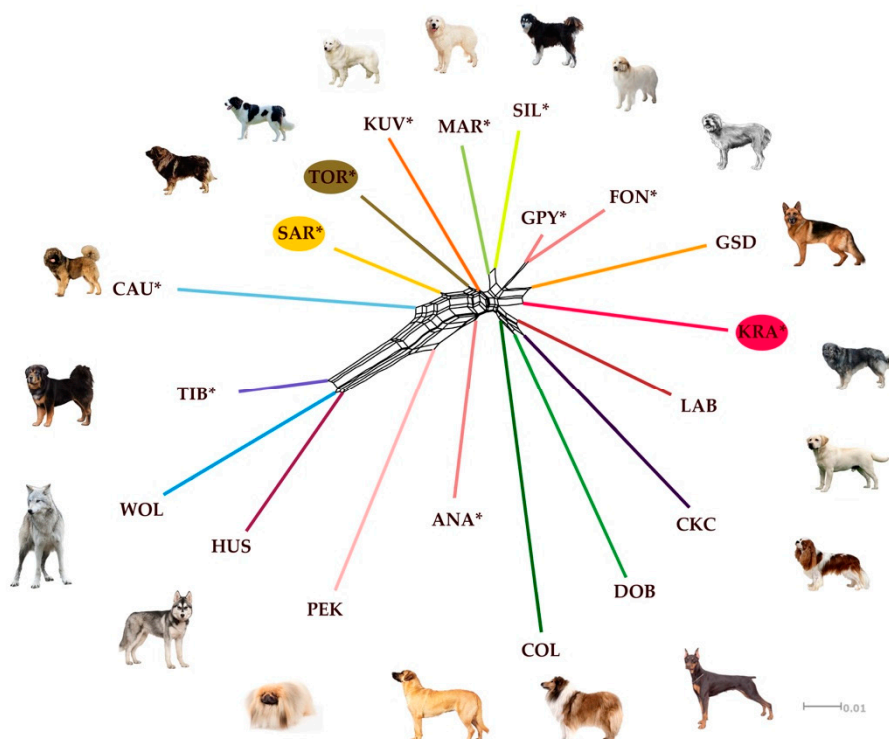 SIL*
KUV*
MAR*
TOR*
GPY*
FON*
SAR*
GSD
CAU*
KRA*
TIB*
LAB
WOL
ANA*
CKC
HUS
DOB
PEK
COL
0.01